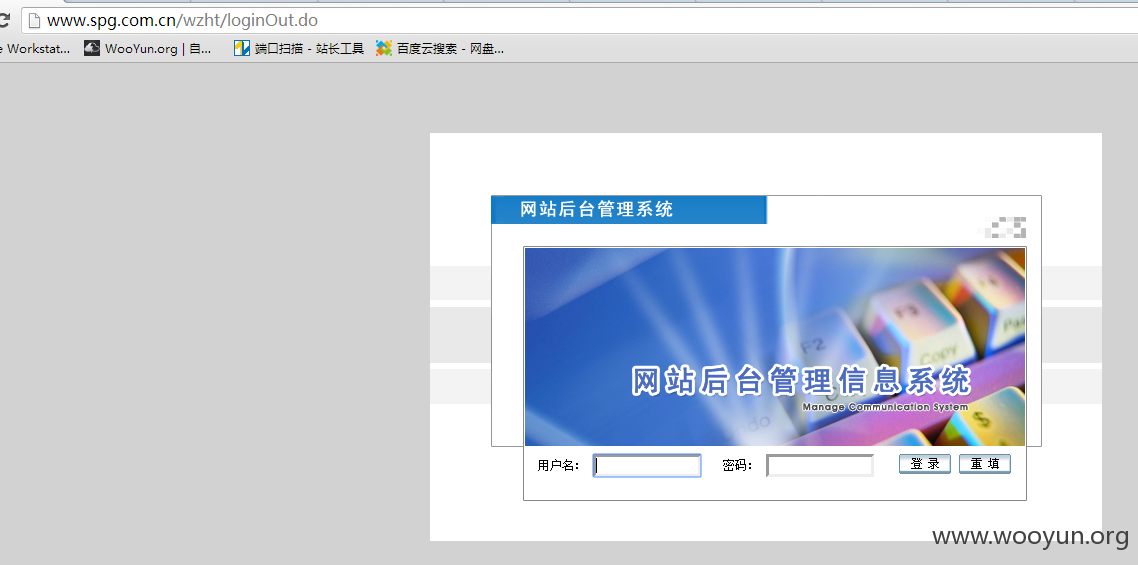 www.spg.com.cn/wzht/loginOut.do
e Workstat... WooYun.org | 自... 端口扫描 - 站长工具 百度云搜索 - 网盘...
网站后台管理系统
F2
F3
F4
Copy
Pas
$
网站后台管理信息系统
Manage Communication System
用户名： 密码： 登 录 重 填
www.wooyun.org